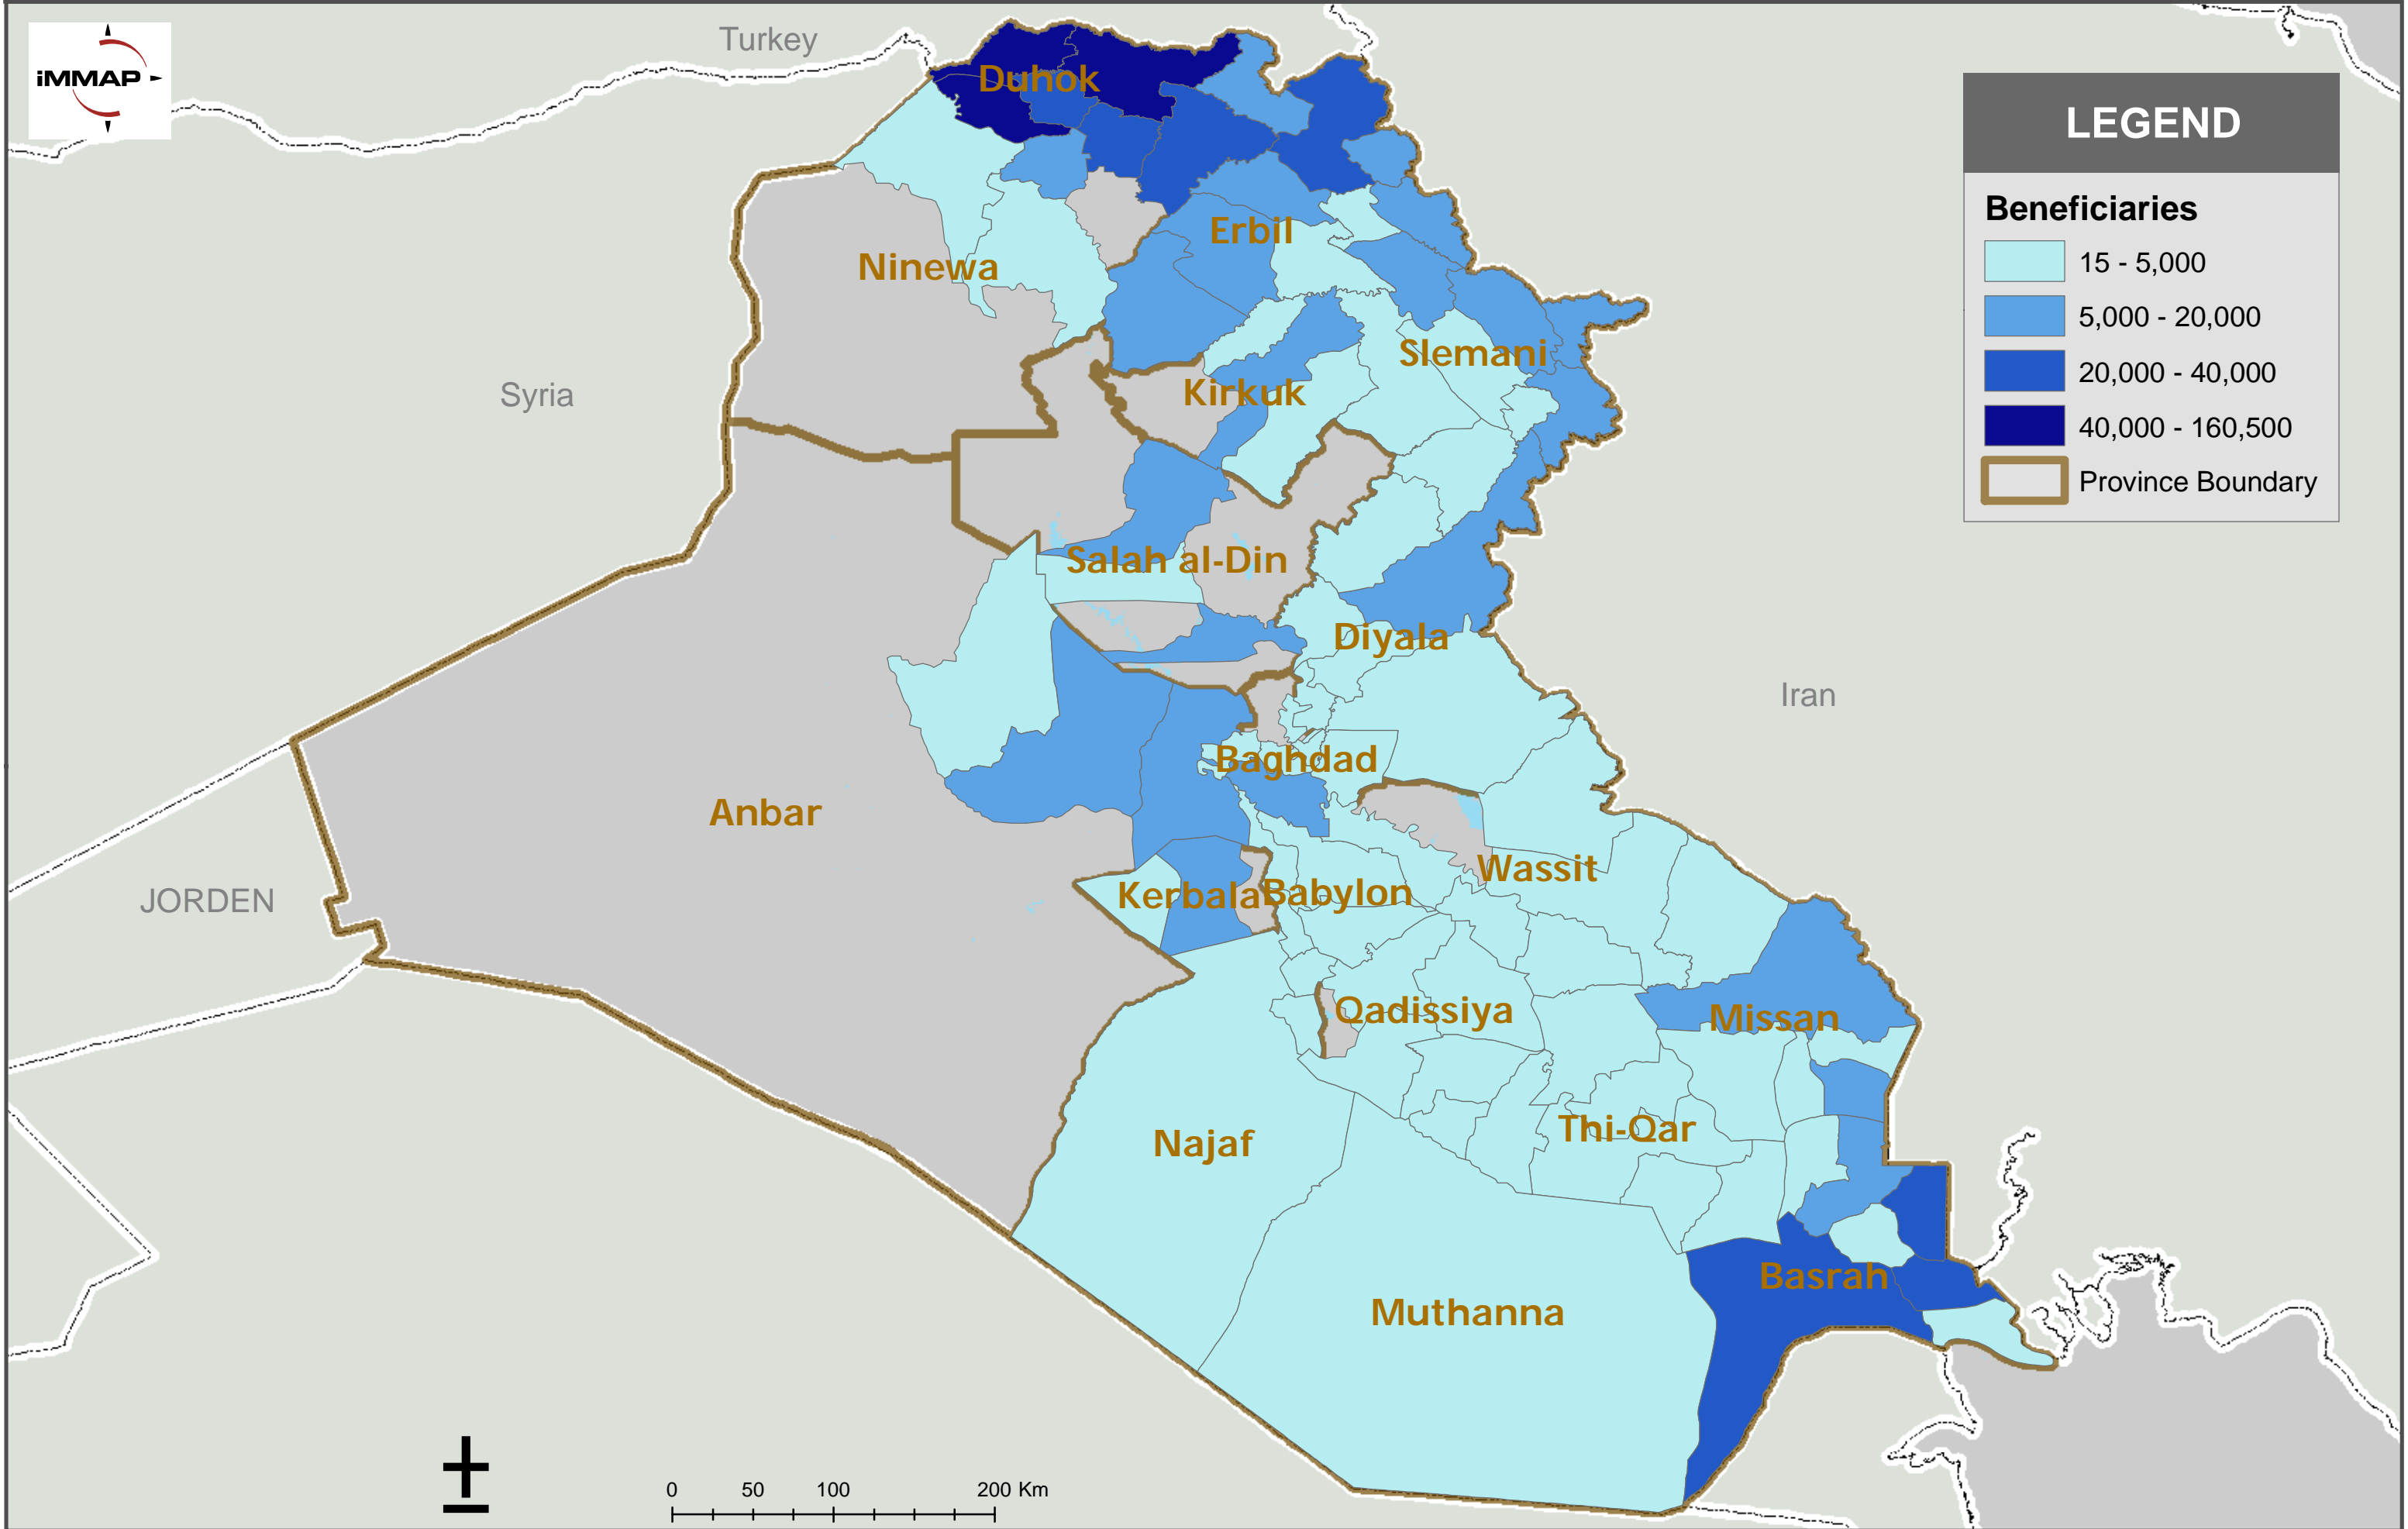 iMMAP
Turkey
Duhok
LEGEND
Beneficiaries
15 - 5,000
5,000 - 20,000
20,000 - 40,000
40,000 - 160,500
Province Boundary
Erbil
Ninewa
Slemani
Kirkuk
Syria
Salah al-Din
Diyala
Iran
Baghdad
Anbar
Wassit
Kerbala
Babylon
JORDEN
Qadissiya
Missan
Thi-Qar
Najaf
Basrah
Muthanna
±
0 50 100 200 Km